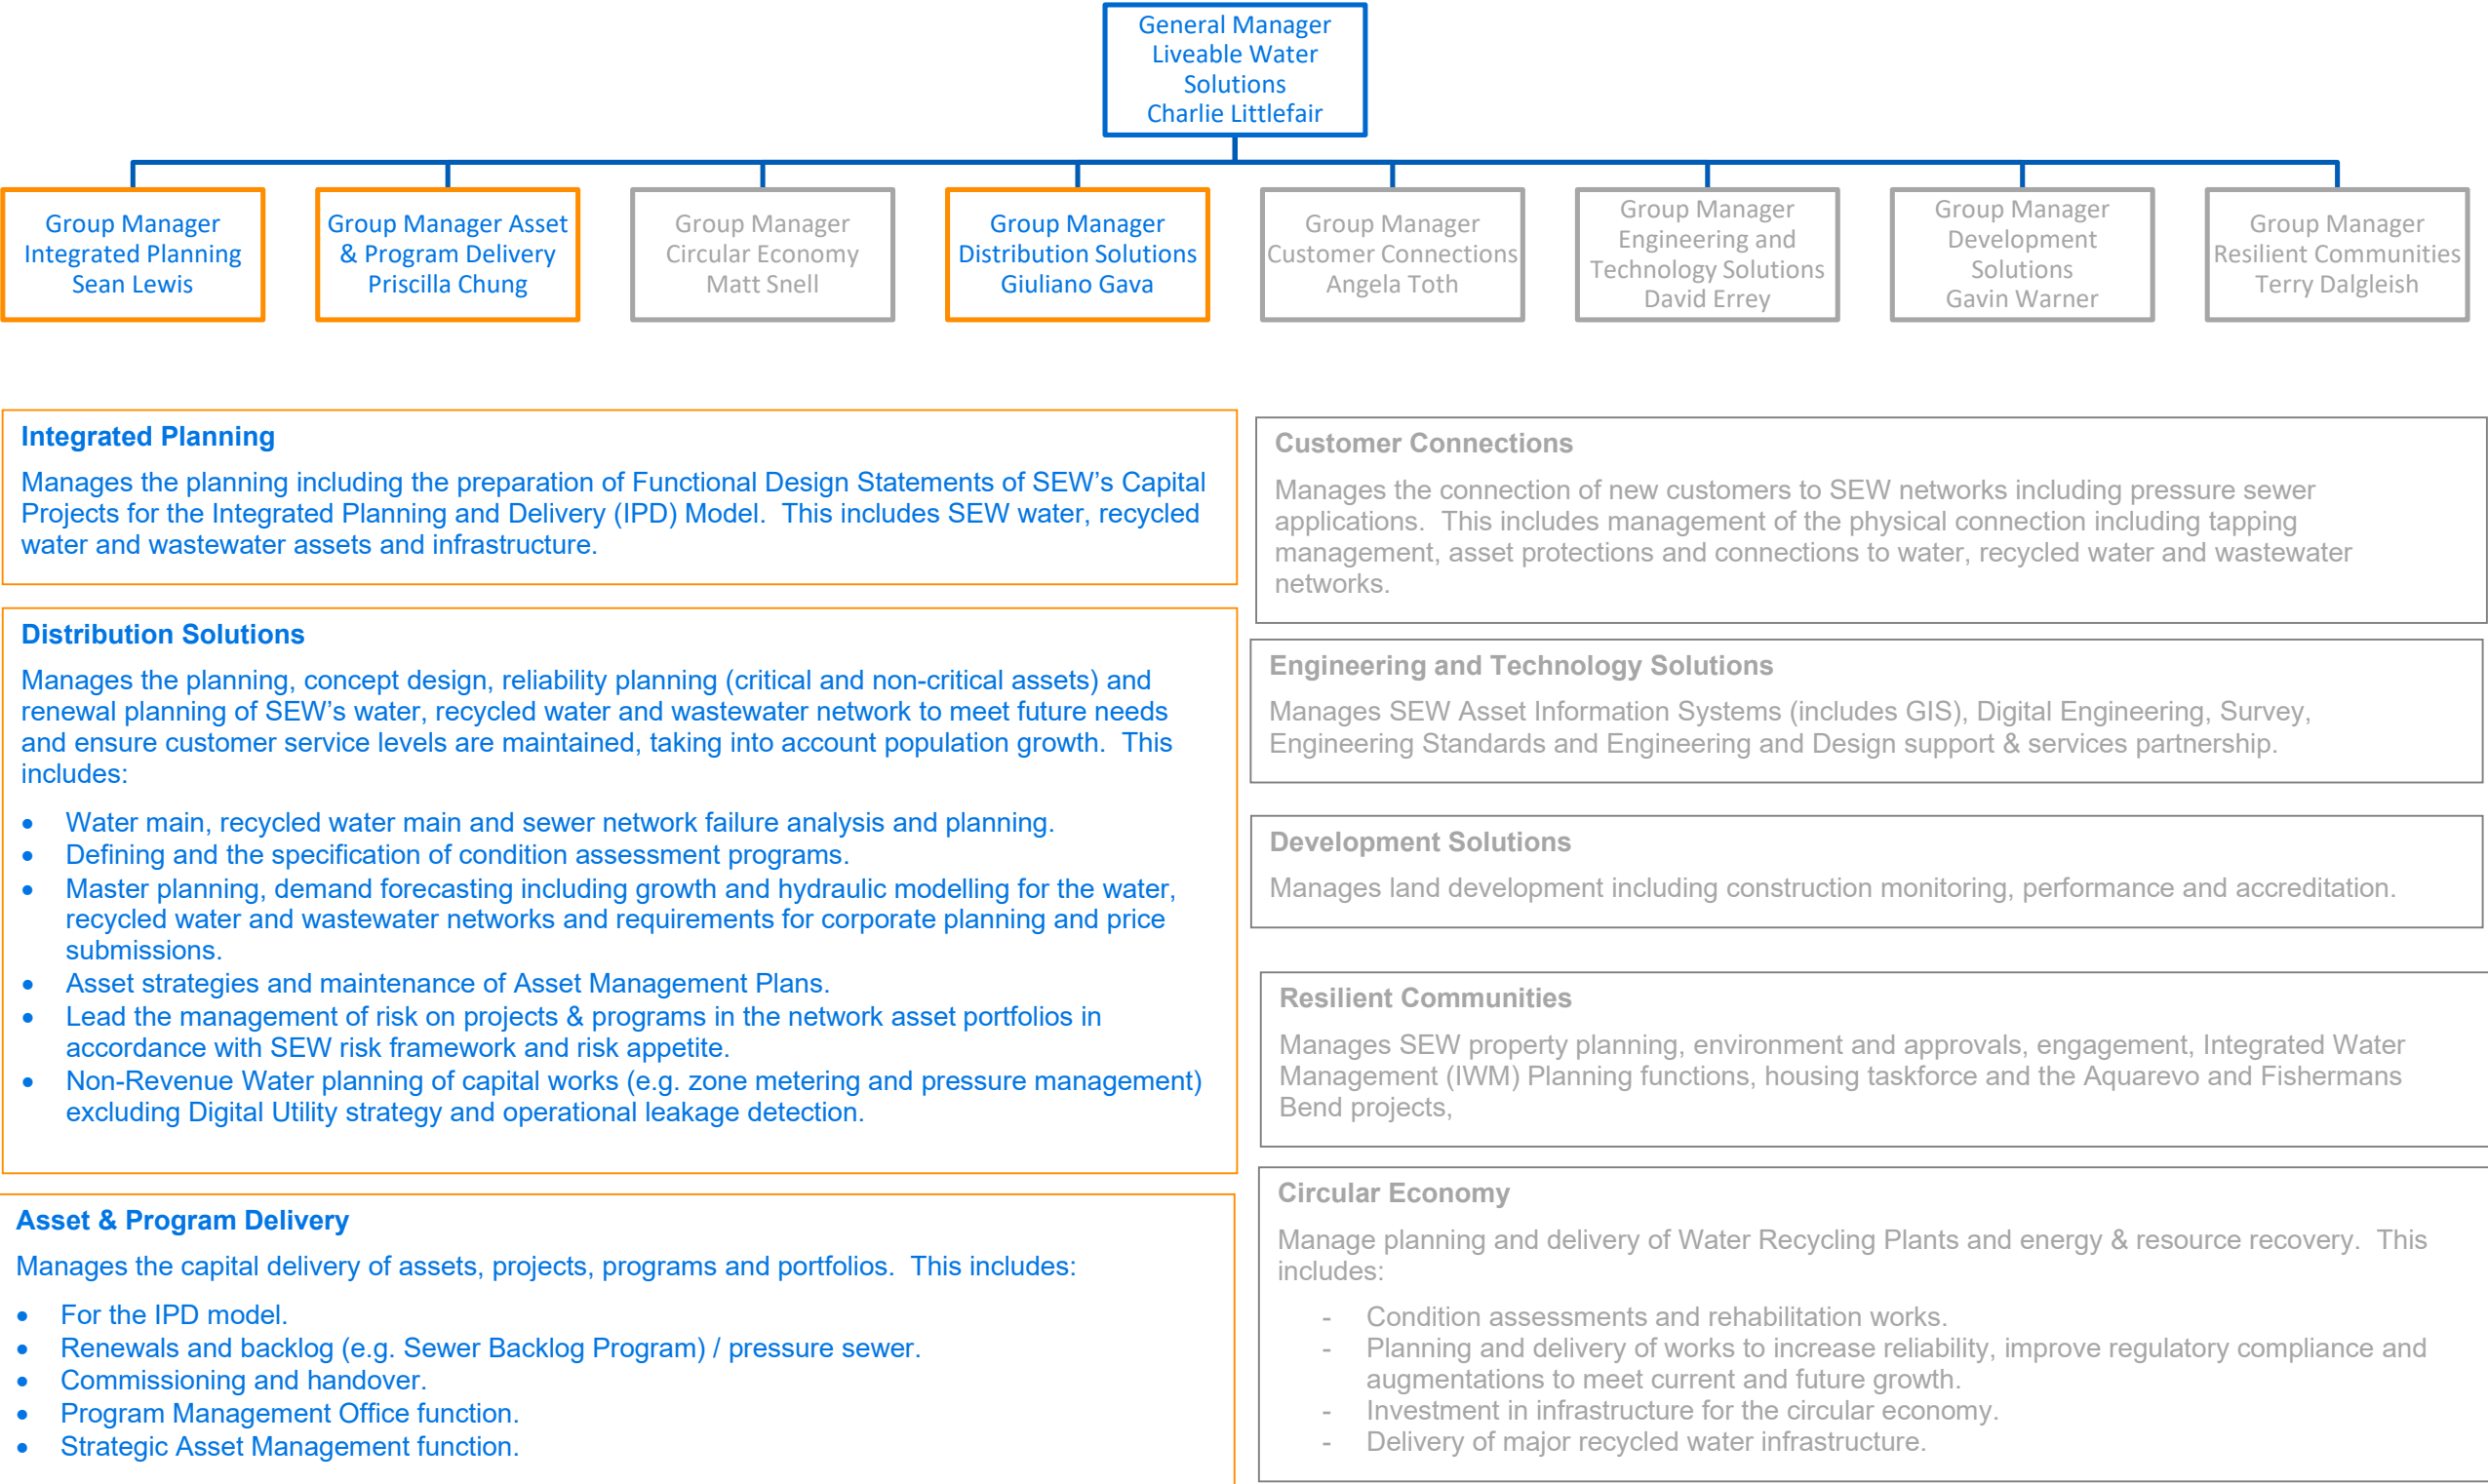 General Manager
Liveable Water
Solutions
Charlie Littlefair
Group Manager
Integrated Planning
Sean Lewis
Group Manager Asset
& Program Delivery
Priscilla Chung
Group Manager
Circular Economy
Matt Snell
Group Manager
Distribution Solutions
Giuliano Gava
Group Manager
Customer Connections
Angela Toth
Group Manager
Engineering and
Technology Solutions
David Errey
Group Manager
Development
Solutions
Gavin Warner
Group Manager
Resilient Communities
Terry Dalgleish
Integrated Planning
Manages the planning including the preparation of Functional Design Statements of SEW’s Capital
Projects for the Integrated Planning and Delivery (IPD) Model.  This includes SEW water, recycled
water and wastewater assets and infrastructure.
Distribution Solutions
Manages the planning, concept design, reliability planning (critical and non-critical assets) and
renewal planning of SEW’s water, recycled water and wastewater network to meet future needs
and ensure customer service levels are maintained, taking into account population growth.  This
includes:
• Water main, recycled water main and sewer network failure analysis and planning.
• Defining and the specification of condition assessment programs.
• Master planning, demand forecasting including growth and hydraulic modelling for the water,
recycled water and wastewater networks and requirements for corporate planning and price
submissions.
• Asset strategies and maintenance of Asset Management Plans.
• Lead the management of risk on projects & programs in the network asset portfolios in
accordance with SEW risk framework and risk appetite.
• Non-Revenue Water planning of capital works (e.g. zone metering and pressure management)
excluding Digital Utility strategy and operational leakage detection.
Asset & Program Delivery
Manages the capital delivery of assets, projects, programs and portfolios.  This includes:
• For the IPD model.
• Renewals and backlog (e.g. Sewer Backlog Program) / pressure sewer.
• Commissioning and handover.
• Program Management Office function.
• Strategic Asset Management function.
Customer Connections
Manages the connection of new customers to SEW networks including pressure sewer
applications.  This includes management of the physical connection including tapping
management, asset protections and connections to water, recycled water and wastewater
networks.
Engineering and Technology Solutions
Manages SEW Asset Information Systems (includes GIS), Digital Engineering, Survey,
Engineering Standards and Engineering and Design support & services partnership.
Development Solutions
Manages land development including construction monitoring, performance and accreditation.
Resilient Communities
Manages SEW property planning, environment and approvals, engagement, Integrated Water
Management (IWM) Planning functions, housing taskforce and the Aquarevo and Fishermans
Bend projects,
Circular Economy
Manage planning and delivery of Water Recycling Plants and energy & resource recovery.  This
includes:
- Condition assessments and rehabilitation works.
- Planning and delivery of works to increase reliability, improve regulatory compliance and
augmentations to meet current and future growth.
- Investment in infrastructure for the circular economy.
- Delivery of major recycled water infrastructure.